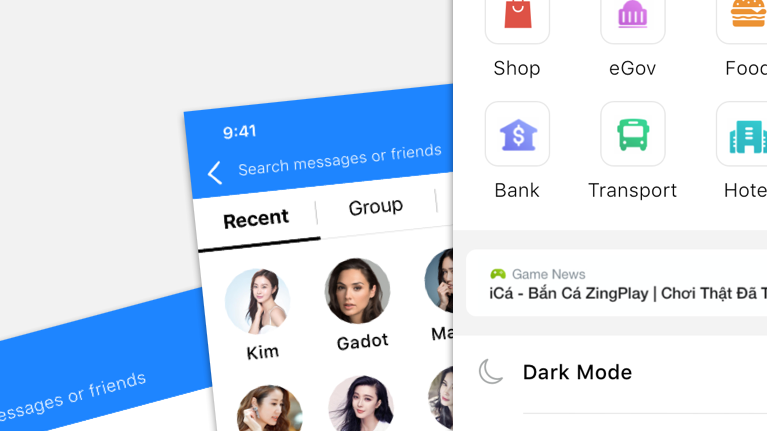 Shop
eGov
Food
Bank
Transport
Hote
Game News
iCá - Bắn Cá ZingPlay | Chơi Thật Đã T
Dark Mode
9:41
Search messages or friends
Recent
Group
Kim
Gadot
Ma
essages or friends